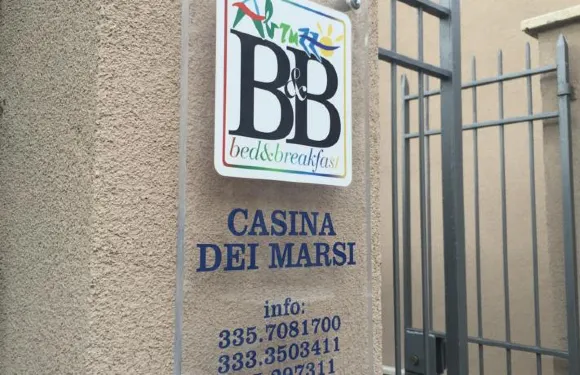 Abruzzo
B&B
bed&breakfast
CASINA
DEI MARSI
info:
335.7081700
333.3503411